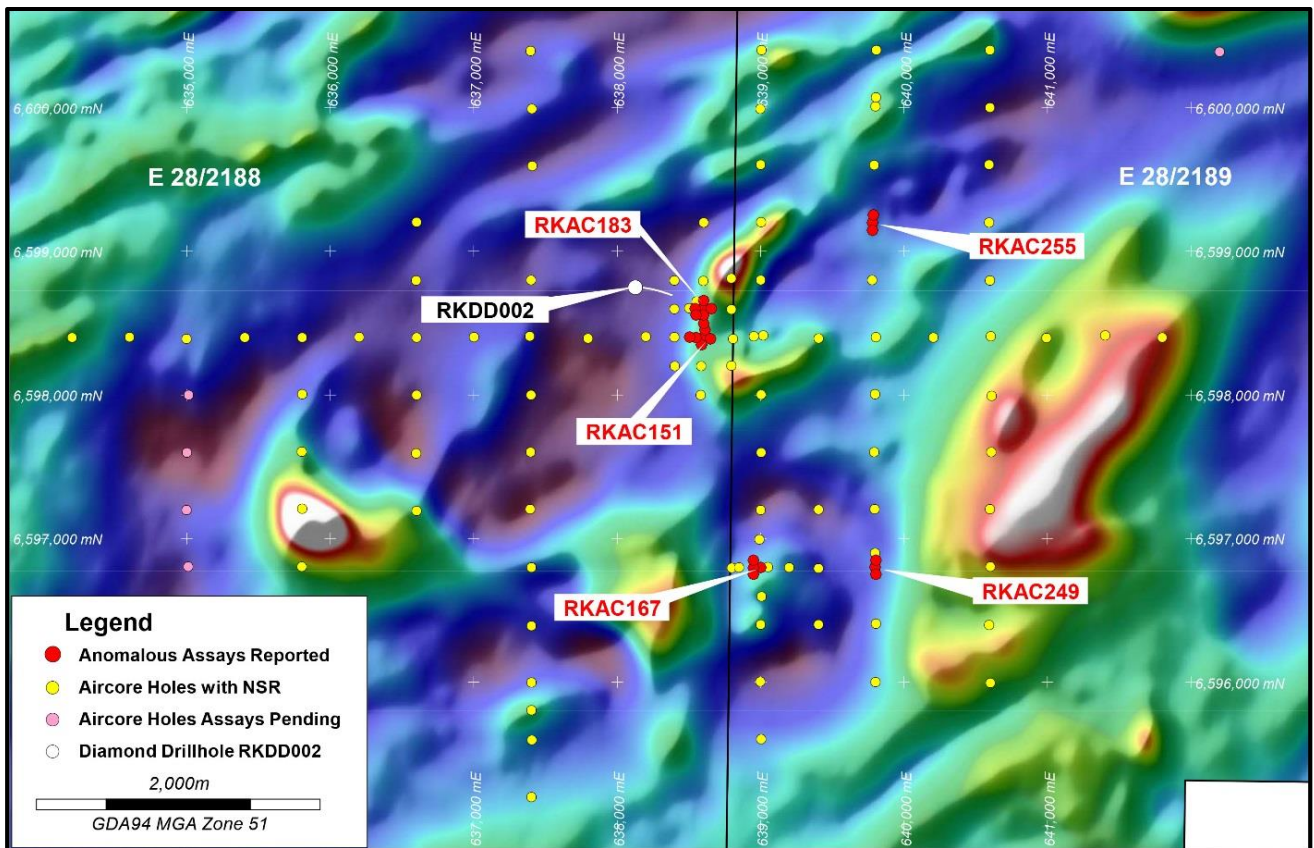 635,000 mE
636,000 mE
637,000 mE
638,000 mE
639,000 mE
640,000 mE
641,000 mE
6,600,000 mN
6,600,000 mN
E 28/2188
E 28/2189
RKAC183
RKAC255
6,599,000 mN
6,599,000 mN
RKDD002
6,598,000 mN
6,598,000 mN
RKAC151
6,597,000 mN
6,597,000 mN
RKAC167
RKAC249
6,596,000 mN
Legend
Anomalous Assays Reported
Aircore Holes with NSR
Aircore Holes Assays Pending
Diamond Drillhole RKDD002
2,000m
GDA94 MGA Zone 51
637,000 mE
638,000 mE
639,000 mE
640,000 mE
641,000 mE